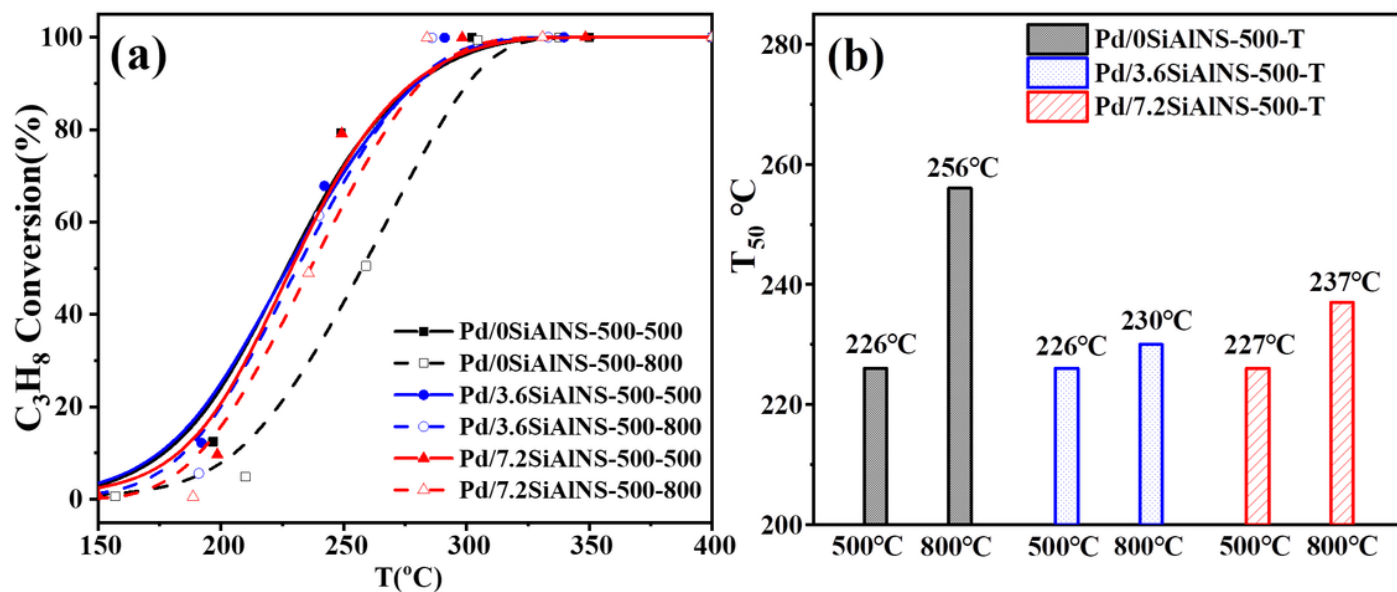 (a)
C₃H₈ Conversion(%)
100
80
60
40
20
0
150
200
250
300
350
400
T(°C)
Pd/0SiAlNS-500-500
Pd/0SiAlNS-500-800
Pd/3.6SiAlNS-500-500
Pd/3.6SiAlNS-500-800
Pd/7.2SiAlNS-500-500
Pd/7.2SiAlNS-500-800
(b)
T₅₀ °C
280
260
240
220
200
Pd/0SiAlNS-500-T
Pd/3.6SiAlNS-500-T
Pd/7.2SiAlNS-500-T
226°C
256°C
226°C
230°C
227°C
237°C
500°C
800°C
500°C
800°C
500°C
800°C